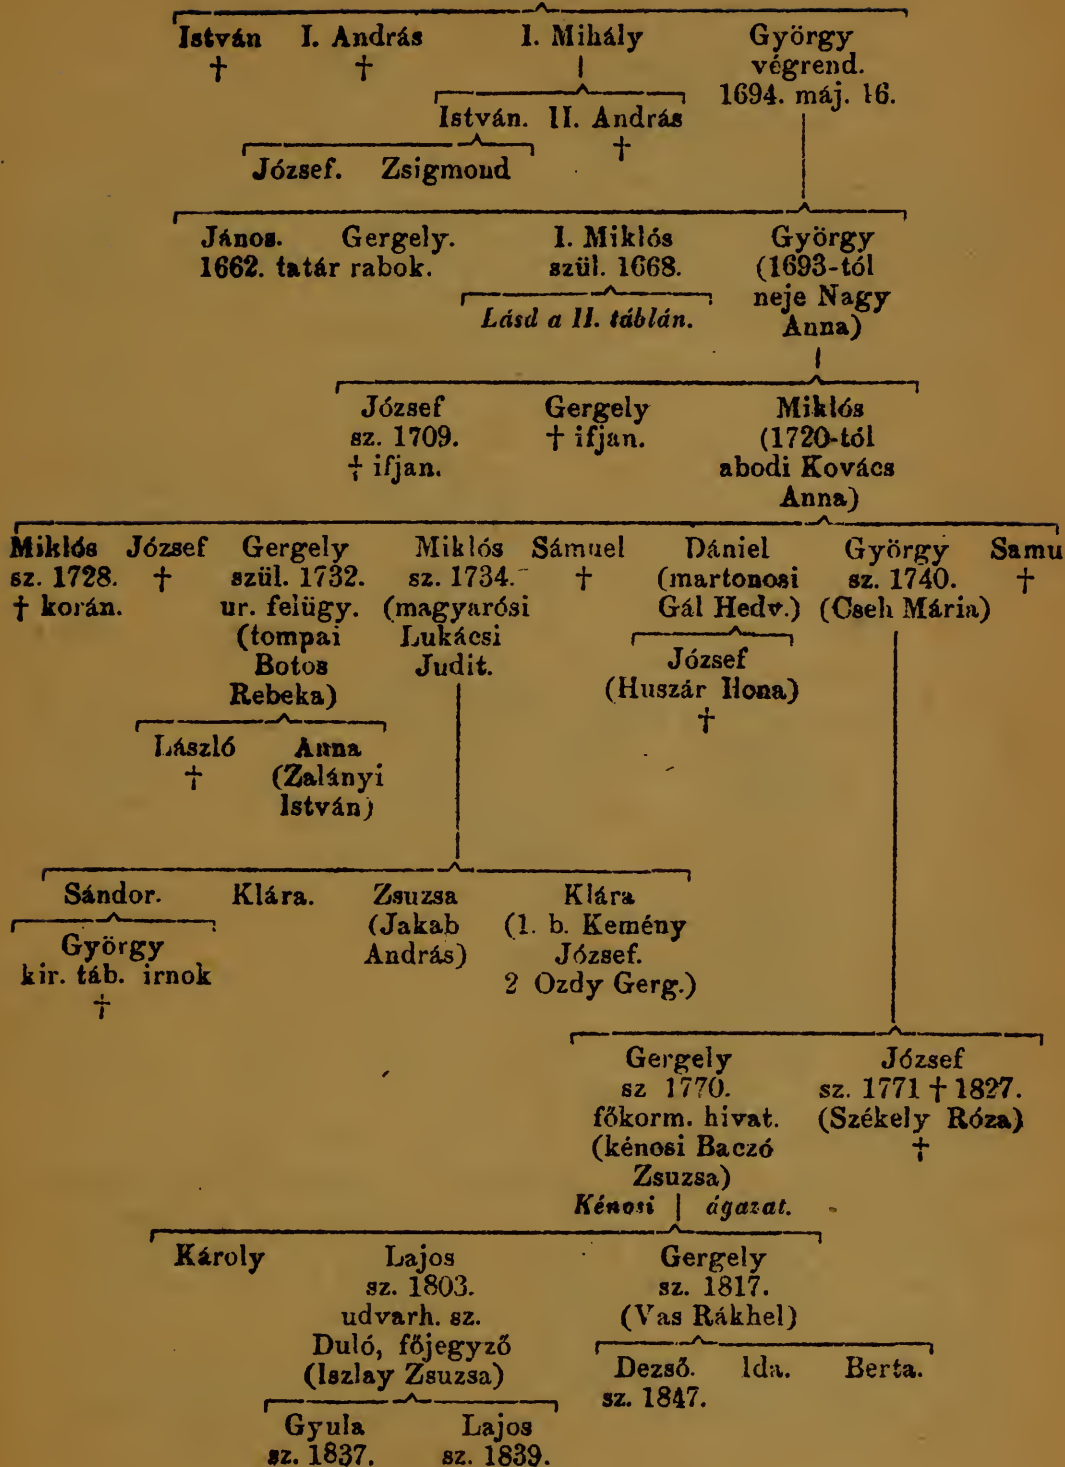 István I. András I. Mihály György
† † végrend.
1694. máj. 16.
István. II. András
†
József. Zsigmond
János. Gergely. I. Miklós György
1662. tatár rabok. szül. 1668. (1693-tól
neje Nagy
Lásd a II. táblán. Anna)
József Gergely Miklós
sz. 1709. † ifjan. (1720-tól
† ifjan. abodi Kovács
Anna)
Miklós József Gergely Miklós Sámuel Dániel György Samu
sz. 1728. † szül. 1732. sz. 1734. † (martonosi sz. 1740. †
† korán. ur. felügy. (magyarósi Gál Hedv.) (Cseh Mária)
(tompai Lukácsi
Botos Judit. József
Rebeka) (Huszár Ilona)
†
László Anna
† (Zalányi
István)
Sándor. Klára. Zsuzsa Klára
(Jakab (1. b. Kemény
György András) József.
kir. táb. irnok 2 Ozdy Gerg.)
†
Gergely József
sz 1770. sz. 1771 † 1827.
főkorm. hivat. (Székely Róza)
(kénosi Baczó †
Zsuzsa)
Kénosi ágazat.
Károly Lajos Gergely
sz. 1803. sz. 1817.
udvarh. sz. (Vas Rákhel)
Duló, főjegyző
(Iszlay Zsuzsa) Dezső. Ida. Berta.
sz. 1847.
Gyula Lajos
sz. 1837. sz. 1839.